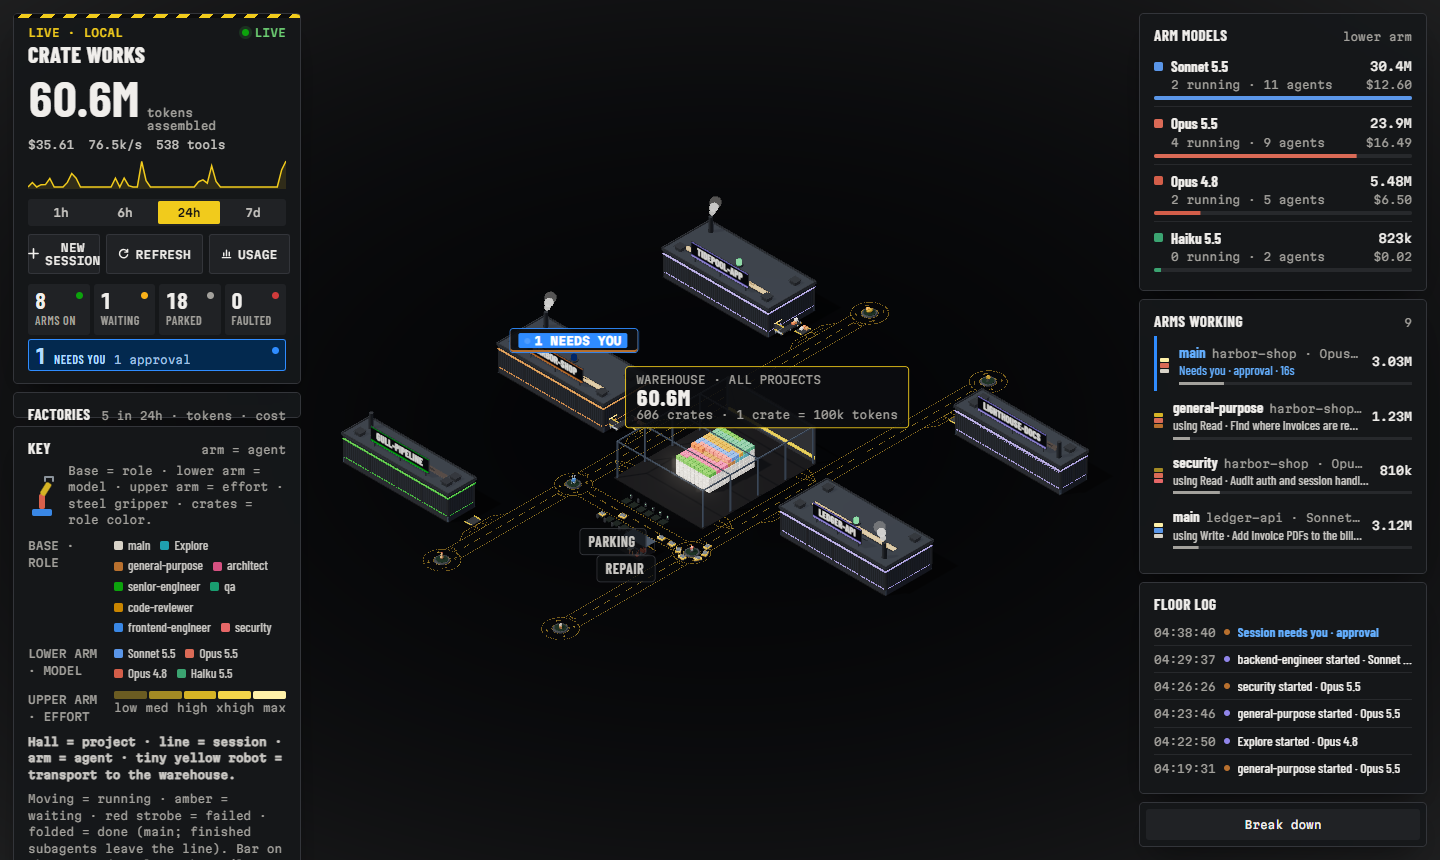 LIVE · LOCAL
LIVE
CRATE WORKS
60.6M tokens assembled
$35.61 76.5k/s 538 tools
1h 6h 24h 7d
+ NEW SESSION
REFRESH
USAGE
8 ARMS ON
1 WAITING
18 PARKED
0 FAULTED
1 NEEDS YOU 1 approval
FACTORIES 5 in 24h · tokens · cost
KEY arm = agent
Base = role · lower arm =
model · upper arm = effort ·
steel gripper · crates =
role color.
BASE · ROLE
main Explore
general-purpose architect
senior-engineer qa
code-reviewer
frontend-engineer security
LOWER ARM · MODEL
Sonnet 5.5 Opus 5.5
Opus 4.8 Haiku 5.5
UPPER ARM · EFFORT
low med high xhigh max
Hall = project · line = session ·
arm = agent · tiny yellow robot =
transport to the warehouse.
Moving = running · amber =
waiting · red strobe = failed ·
folded = done (main; finished
subagents leave the line). Bar on
TIDEPOOL-APP
1 NEEDS YOU
WAREHOUSE · ALL PROJECTS
60.6M
606 crates · 1 crate = 100k tokens
GULL-PIPELINE
LIGHTHOUSE-DOCS
LEDGER-API
PARKING
REPAIR
ARM MODELS lower arm
Sonnet 5.5 30.4M
2 running · 11 agents $12.60
Opus 5.5 23.9M
4 running · 9 agents $16.49
Opus 4.8 5.48M
2 running · 5 agents $6.50
Haiku 5.5 823k
0 running · 2 agents $0.02
ARMS WORKING 9
main harbor-shop · Opus… 3.03M
Needs you · approval · 16s
general-purpose harbor-shop… 1.23M
using Read · Find where invoices are re…
security harbor-shop · Opu… 810k
using Read · Audit auth and session handl…
main ledger-api · Sonnet… 3.12M
using Write · Add invoice PDFs to the bill…
FLOOR LOG
04:38:40 Session needs you · approval
04:29:37 backend-engineer started · Sonnet …
04:26:26 security started · Opus 5.5
04:23:46 general-purpose started · Opus 5.5
04:22:50 Explore started · Opus 4.8
04:19:31 general-purpose started · Opus 5.5
Break down